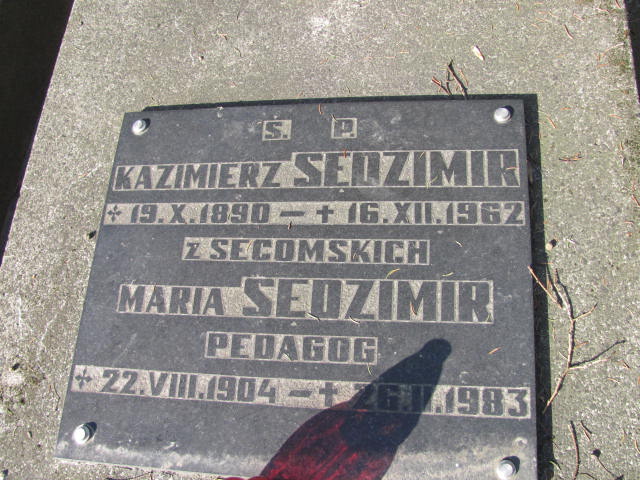 S. P.
KAZIMIERZ SEDZIMIR
* 19.X.1890 – + 16.XII.1962
Z SECOMSKICH
MARIA SEDZIMIR
PEDAGOG
* 22.VIII.1904 – + 26.II.1983